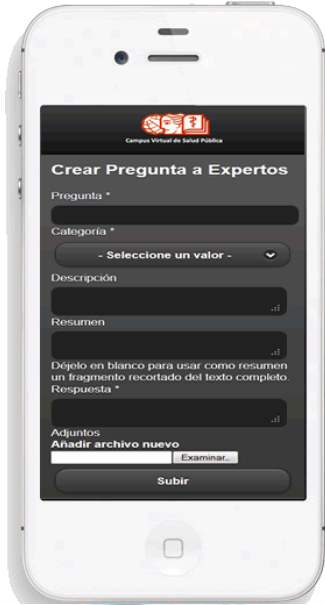 Campus Virtual de Salud Pública
Crear Pregunta a Expertos
Pregunta *
Categoría *
- Seleccione un valor -
Descripción
Resumen
Déjelo en blanco para usar como resumen
un fragmento recortado del texto completo.
Respuesta *
Adjuntos
Añadir archivo nuevo
Examinar..
Subir